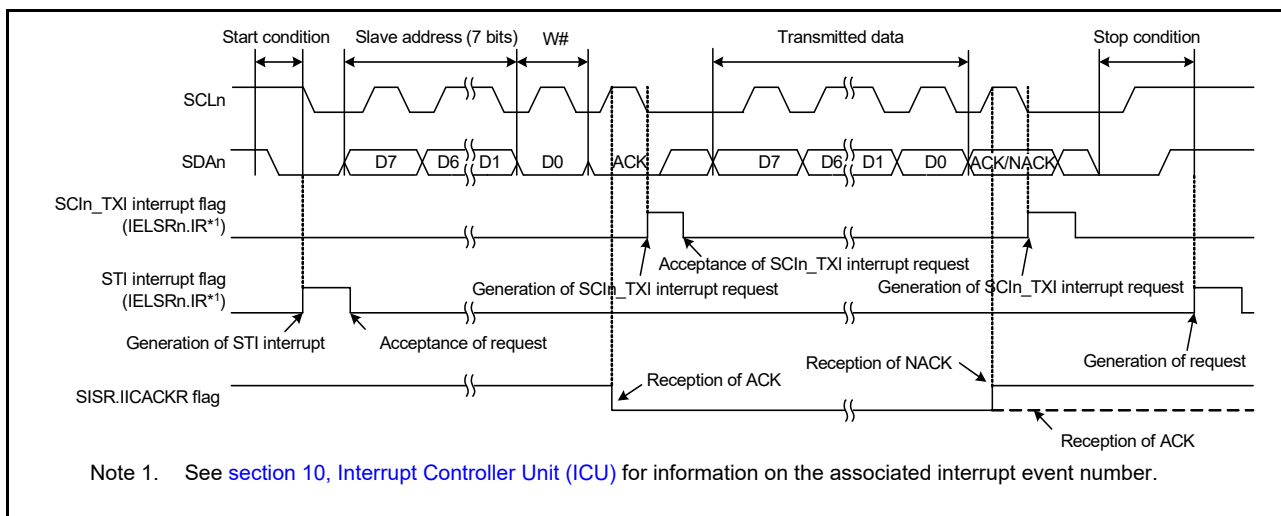 Start condition
Slave address (7 bits)
W#
Transmitted data
Stop condition
SCLn
SDAn
D7
D6
D1
D0
ACK
D7
D6
D1
D0
ACK/NACK
SCIn_TXI interrupt flag
(IELSRn.IR*1)
Acceptance of SCIn_TXI interrupt request
Generation of SCIn_TXI interrupt request
Generation of SCIn_TXI interrupt request
STI interrupt flag
(IELSRn.IR*1)
Generation of STI interrupt
Acceptance of request
Generation of request
Reception of ACK
Reception of NACK
SISR.IICACKR flag
Reception of ACK
Note 1. See section 10, Interrupt Controller Unit (ICU) for information on the associated interrupt event number.